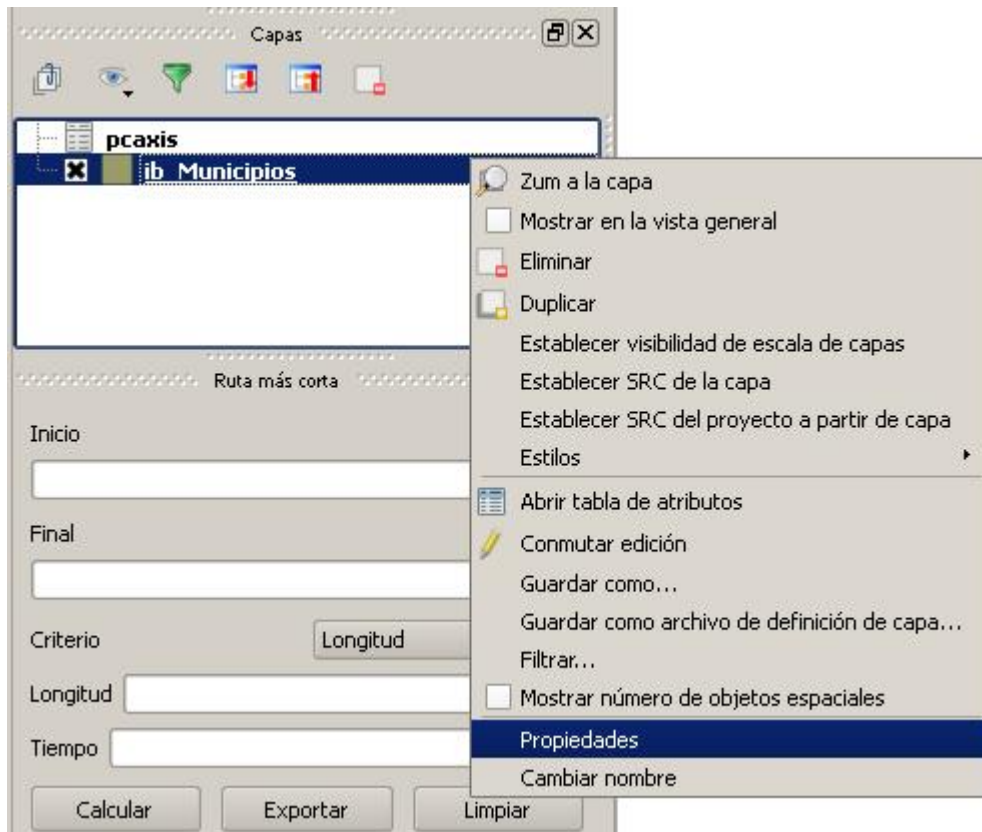 Capas
pcaxis
ib_Municipios
Zum a la capa
Mostrar en la vista general
Eliminar
Duplicar
Establecer visibilidad de escala de capas
Establecer SRC de la capa
Establecer SRC del proyecto a partir de capa
Estilos
Abrir tabla de atributos
Conmutar edición
Guardar como...
Guardar como archivo de definición de capa...
Filtrar...
Mostrar número de objetos espaciales
Propiedades
Cambiar nombre
Ruta más corta
Inicio
Final
Criterio Longitud
Longitud
Tiempo
Calcular Exportar Limpiar